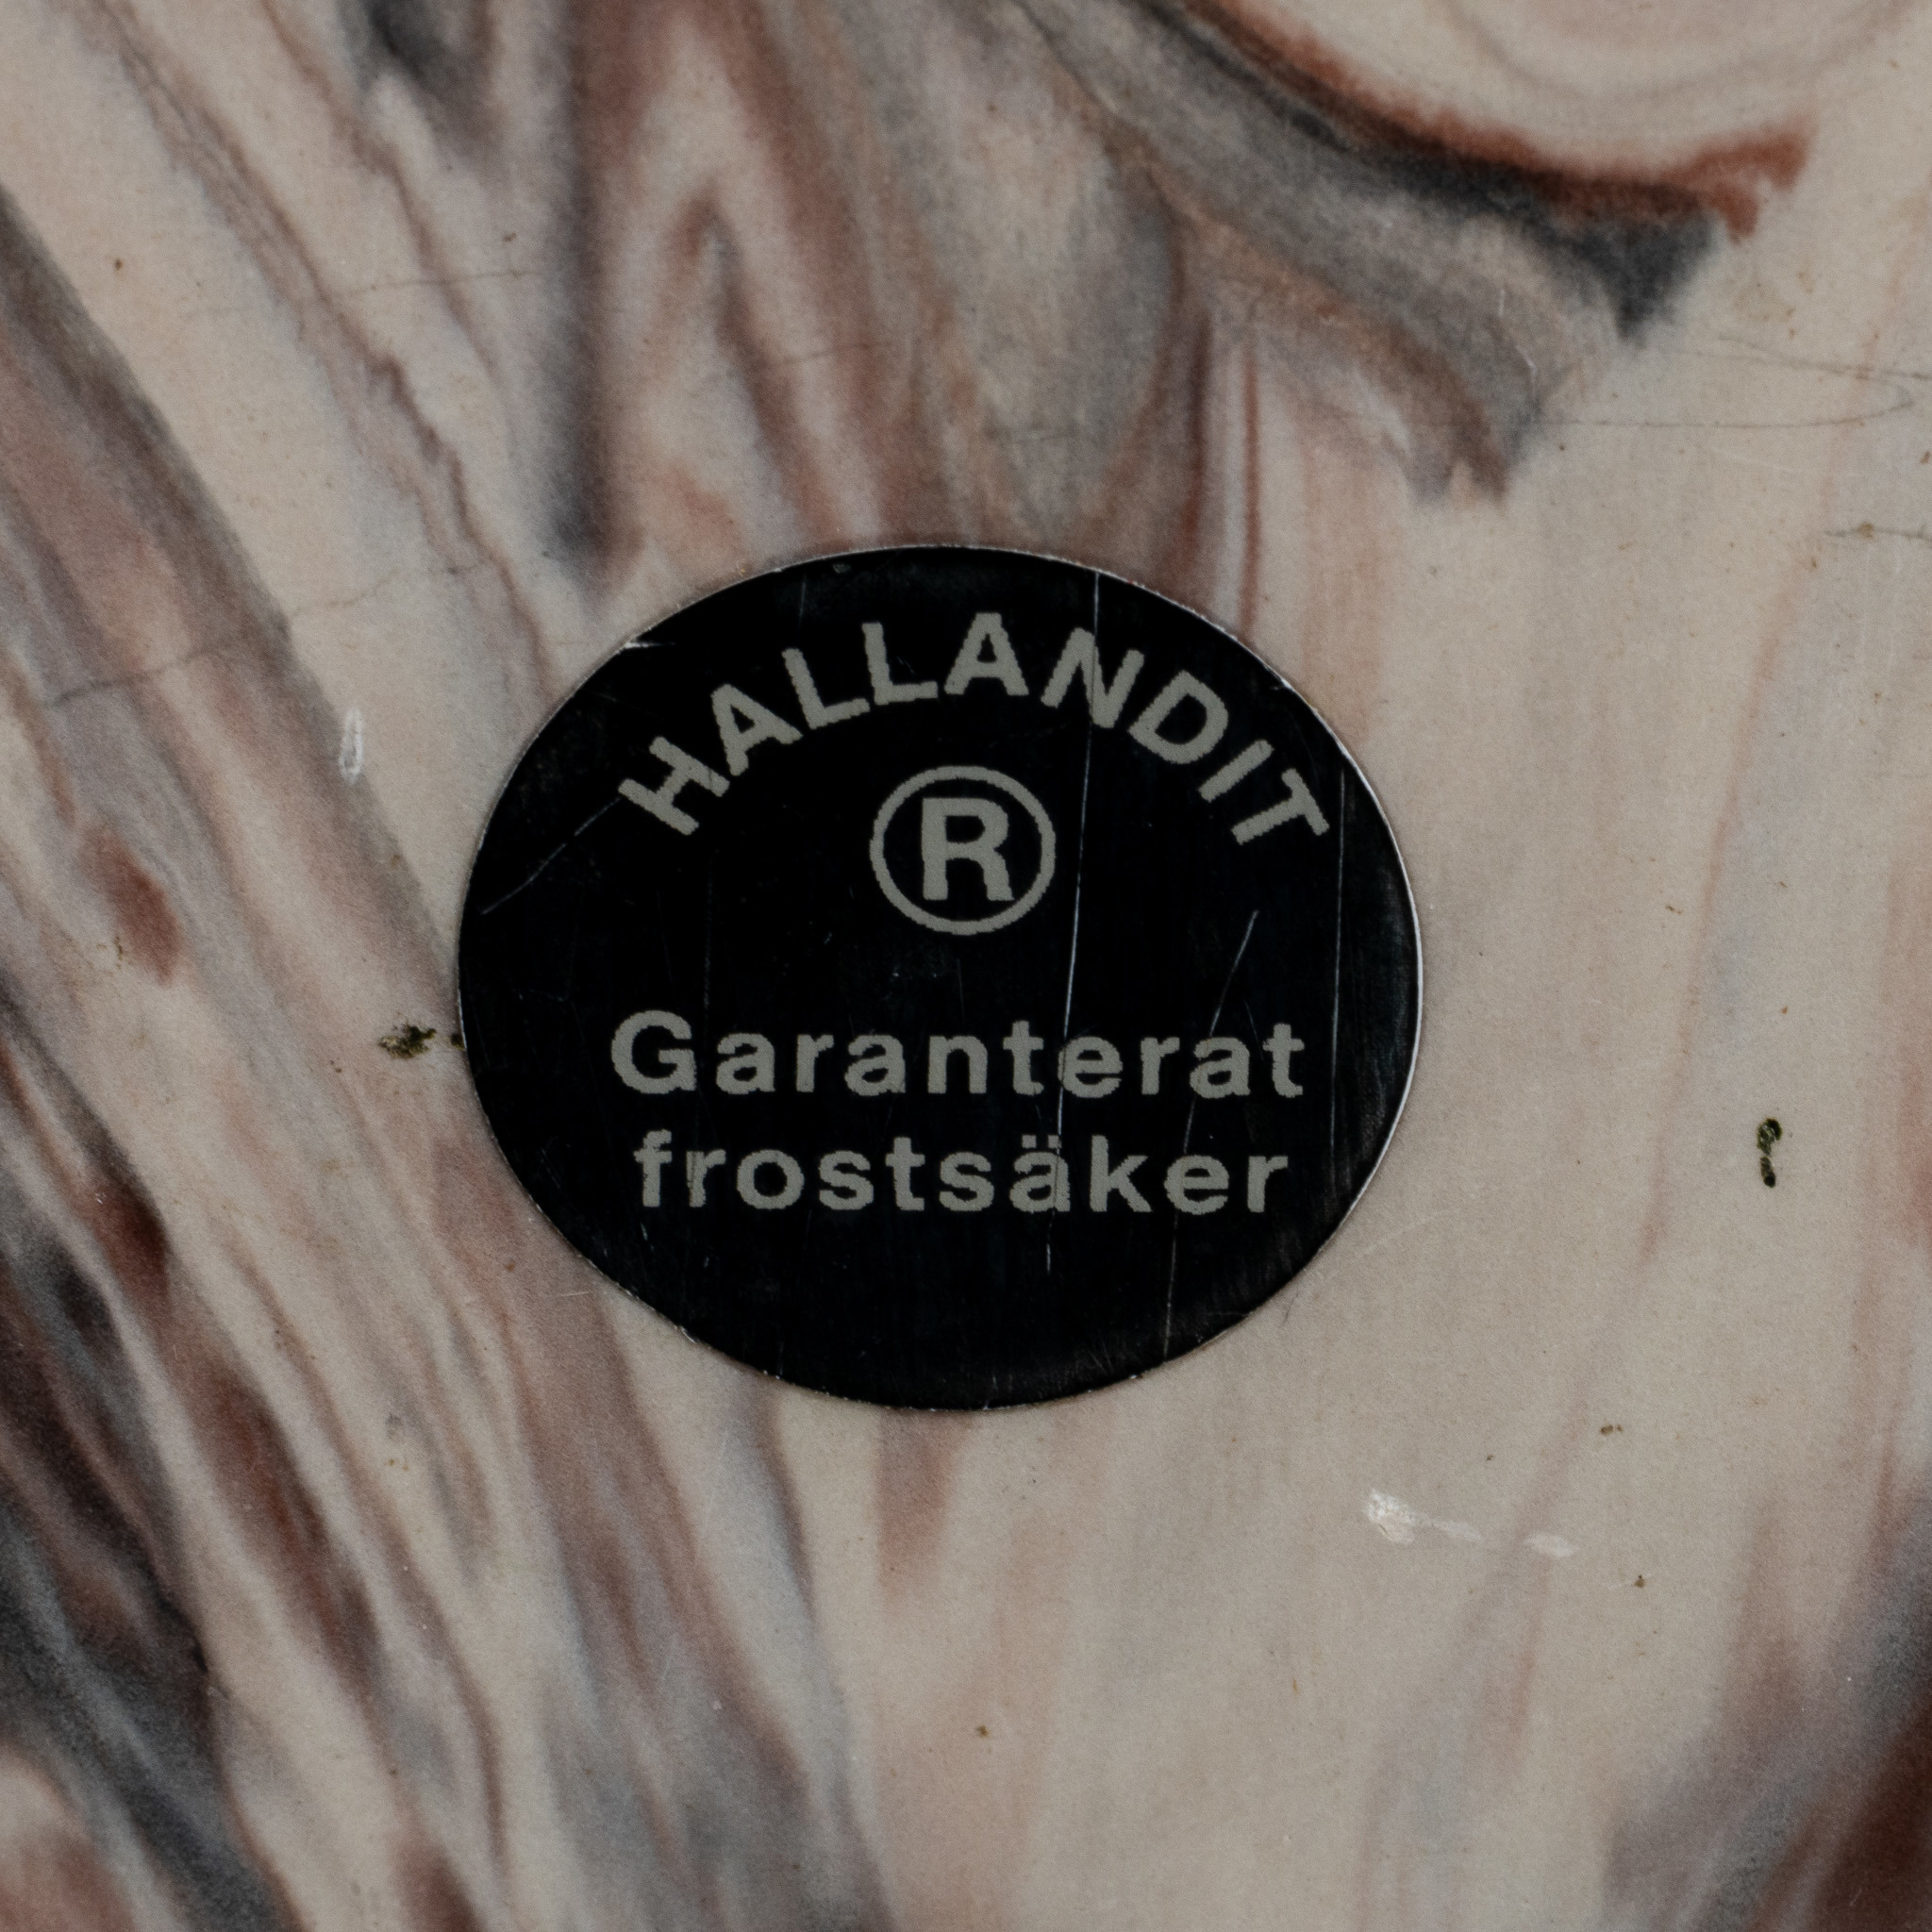 HALLANDIT
®
Garanterat
frostsäker